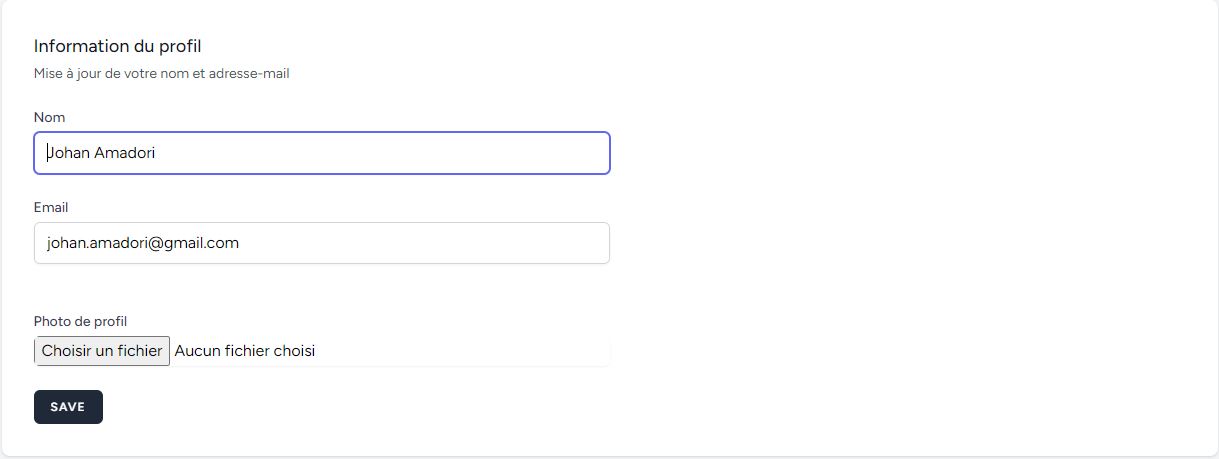 Information du profil
Mise à jour de votre nom et adresse-mail
Nom
Johan Amadori
Email
johan.amadori@gmail.com
Photo de profil
Choisir un fichier Aucun fichier choisi
SAVE